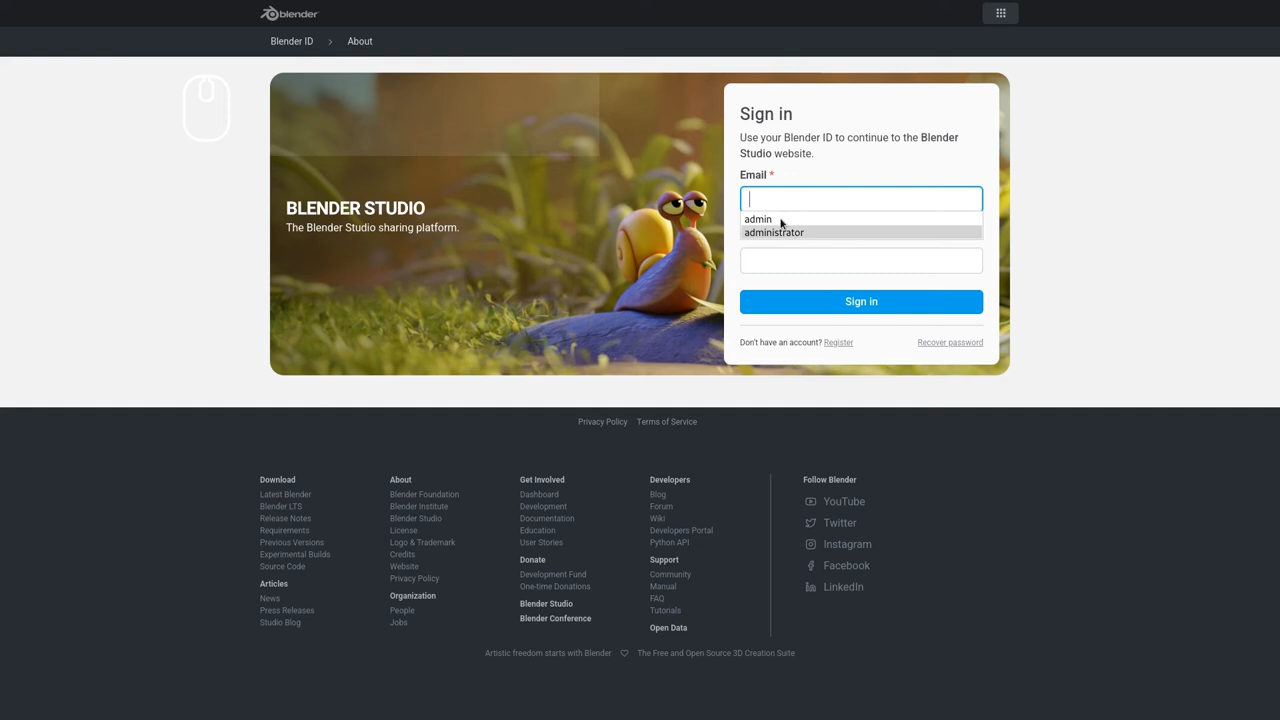 blender
Blender ID
About
BLENDER STUDIO
The Blender Studio sharing platform.
Sign in
Use your Blender ID to continue to the Blender
Studio website.
Email *
admin
administrator
Sign in
Don't have an account? Register
Recover password
Privacy Policy
Terms of Service
Download
Latest Blender
Blender LTS
Release Notes
Requirements
Previous Versions
Experimental Builds
Source Code
Articles
News
Press Releases
Studio Blog
About
Blender Foundation
Blender Institute
Blender Studio
License
Logo & Trademark
Credits
Website
Privacy Policy
Organization
People
Jobs
Get Involved
Dashboard
Development
Documentation
Education
User Stories
Donate
Development Fund
One-time Donations
Blender Studio
Blender Conference
Developers
Blog
Forum
Wiki
Developers Portal
Python API
Support
Community
Manual
FAQ
Tutorials
Open Data
Follow Blender
YouTube
Twitter
Instagram
Facebook
LinkedIn
Artistic freedom starts with Blender
The Free and Open Source 3D Creation Suite